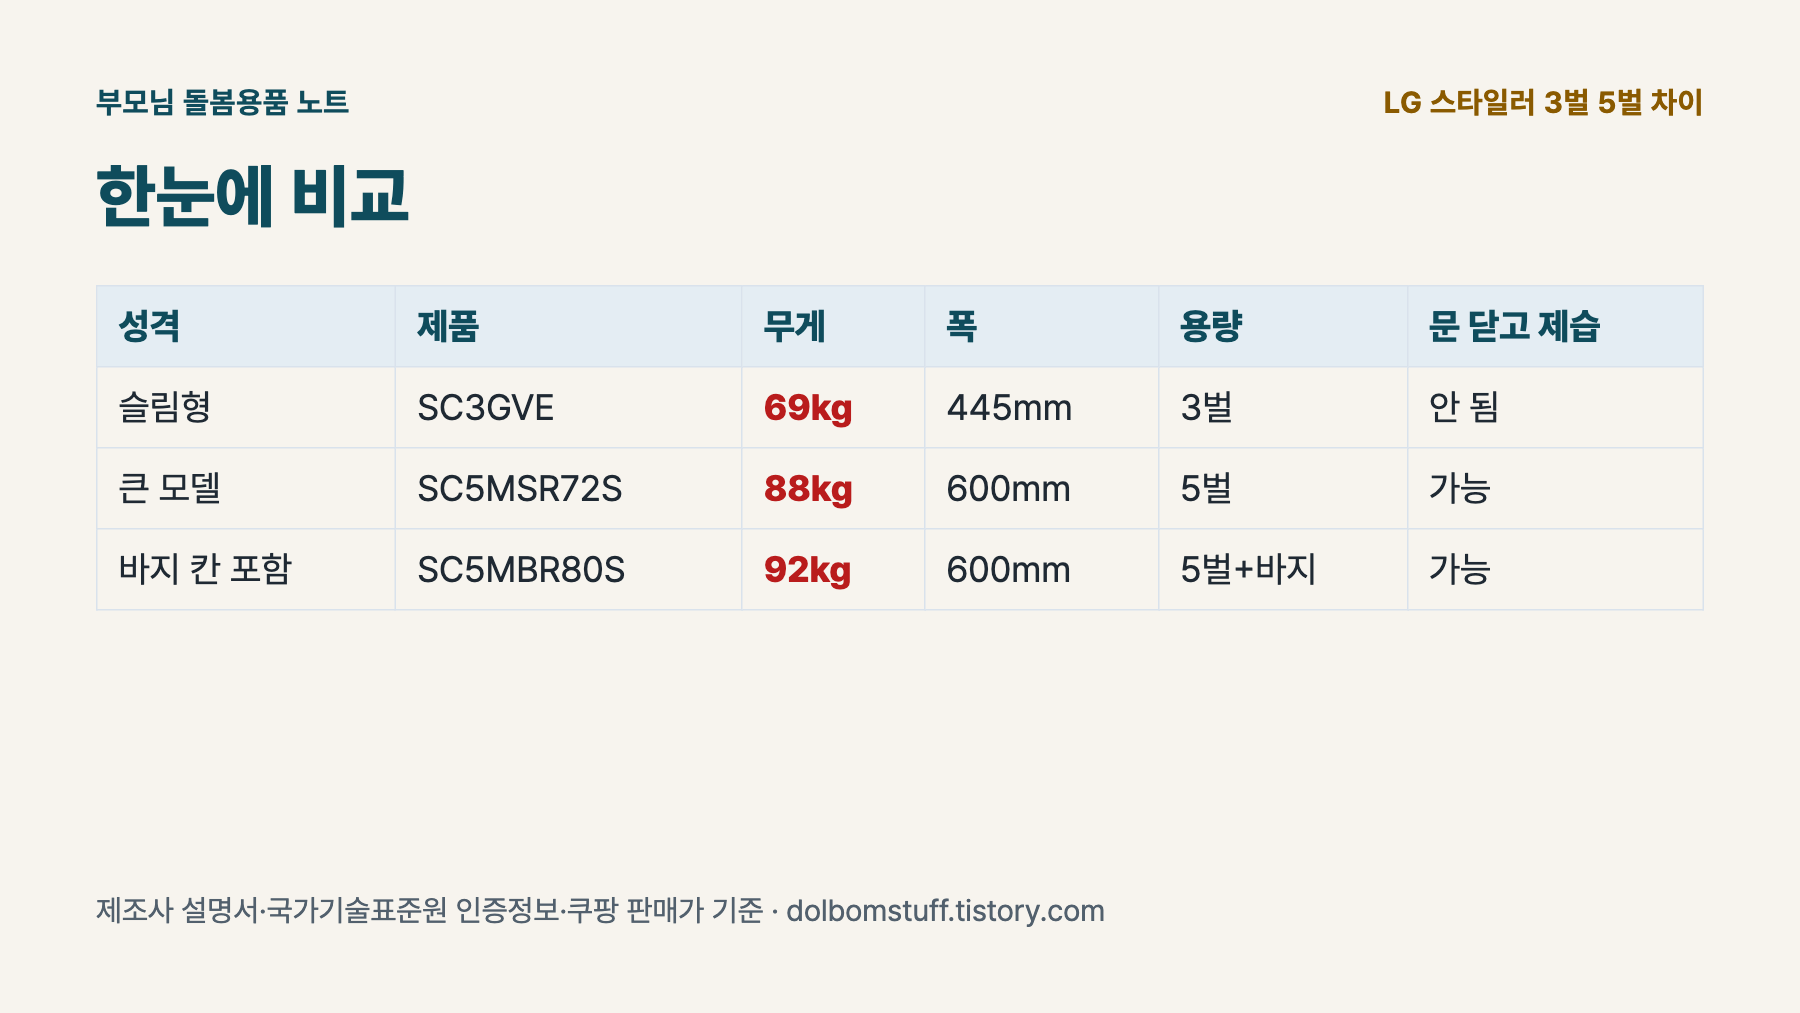 부모님 돌봄용품 노트
LG 스타일러 3벌 5벌 차이
한눈에 비교
성격 제품 무게 폭 용량 문 닫고 제습
슬림형 SC3GVE 69kg 445mm 3벌 안 됨
큰 모델 SC5MSR72S 88kg 600mm 5벌 가능
바지 칸 포함 SC5MBR80S 92kg 600mm 5벌+바지 가능
제조사 설명서·국가기술표준원 인증정보·쿠팡 판매가 기준 · dolbomstuff.tistory.com